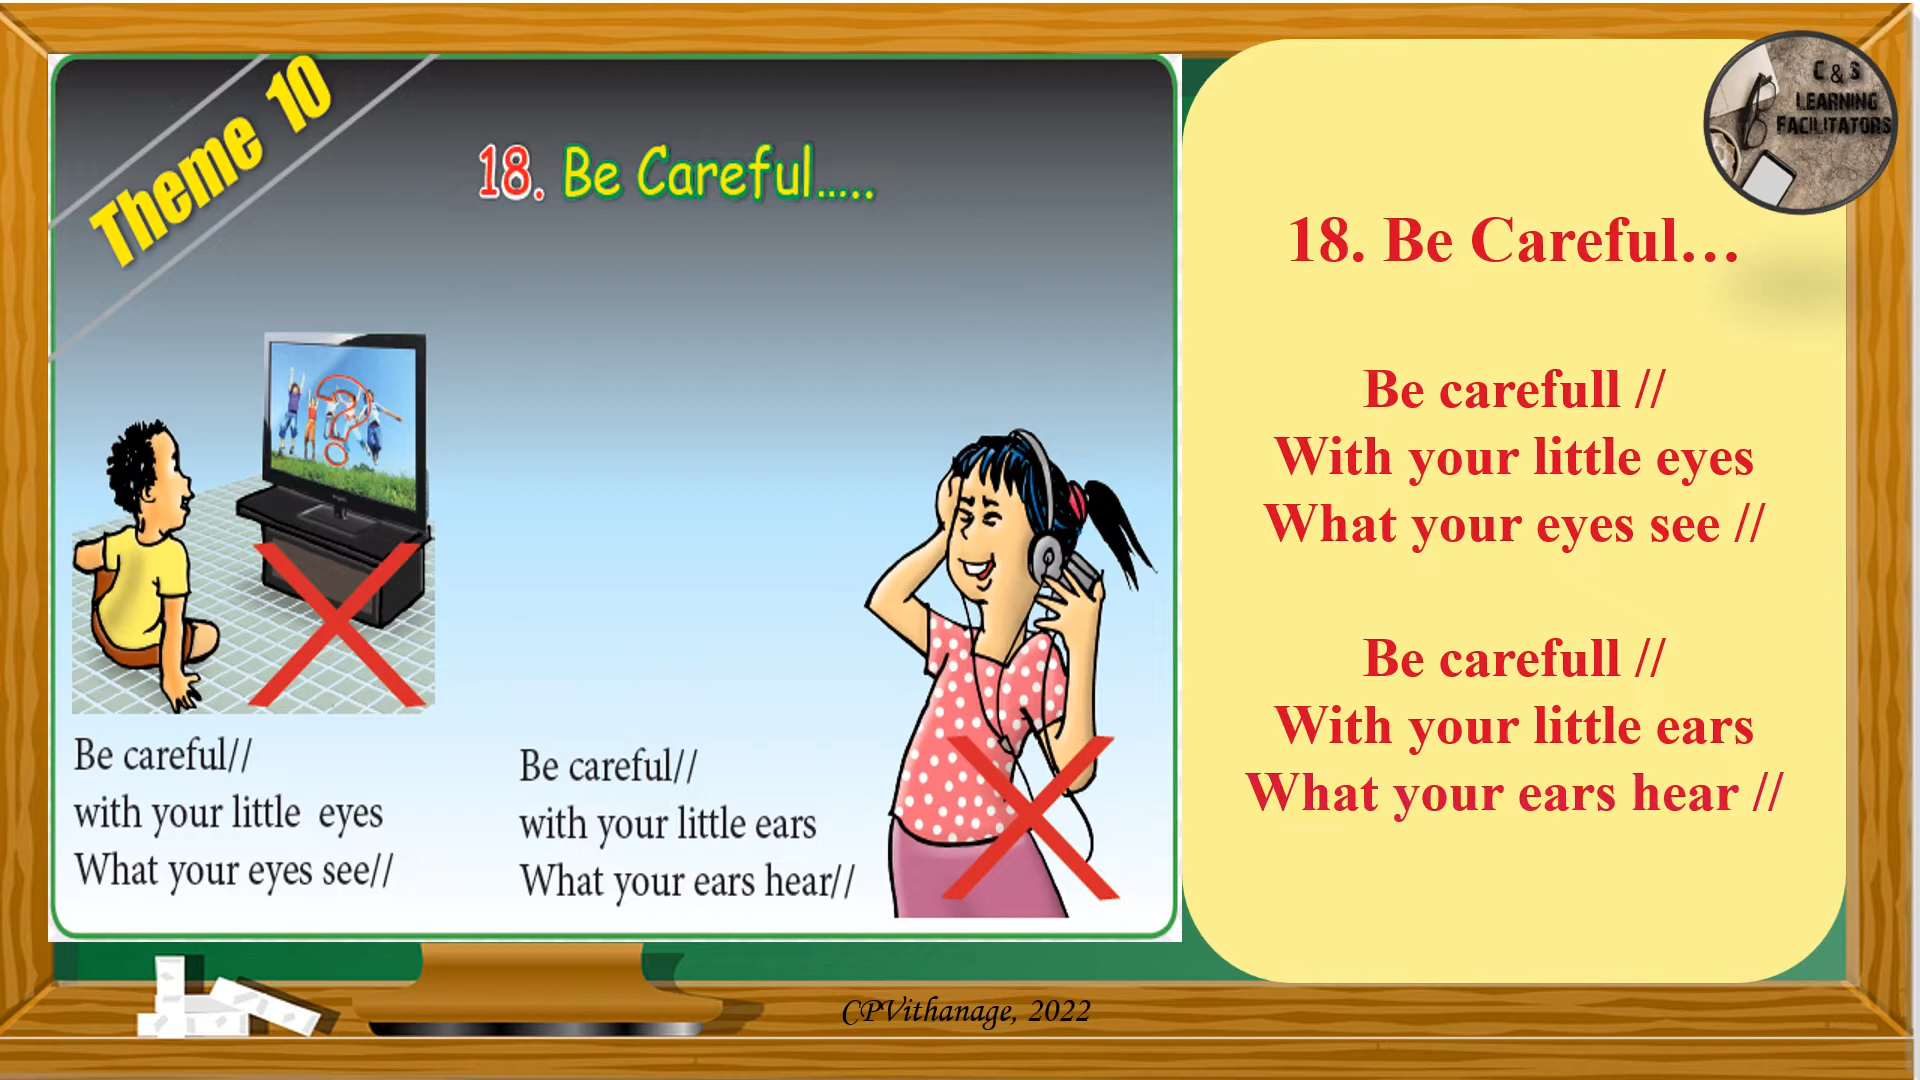 Theme 10
18. Be Careful.....
Be careful//
with your little eyes
What your eyes see//
Be careful//
with your little ears
What your ears hear//
C & S
LEARNING
FACILITATORS
18. Be Careful…
Be carefull //
With your little eyes
What your eyes see //
Be carefull //
With your little ears
What your ears hear //
CPVithanage, 2022